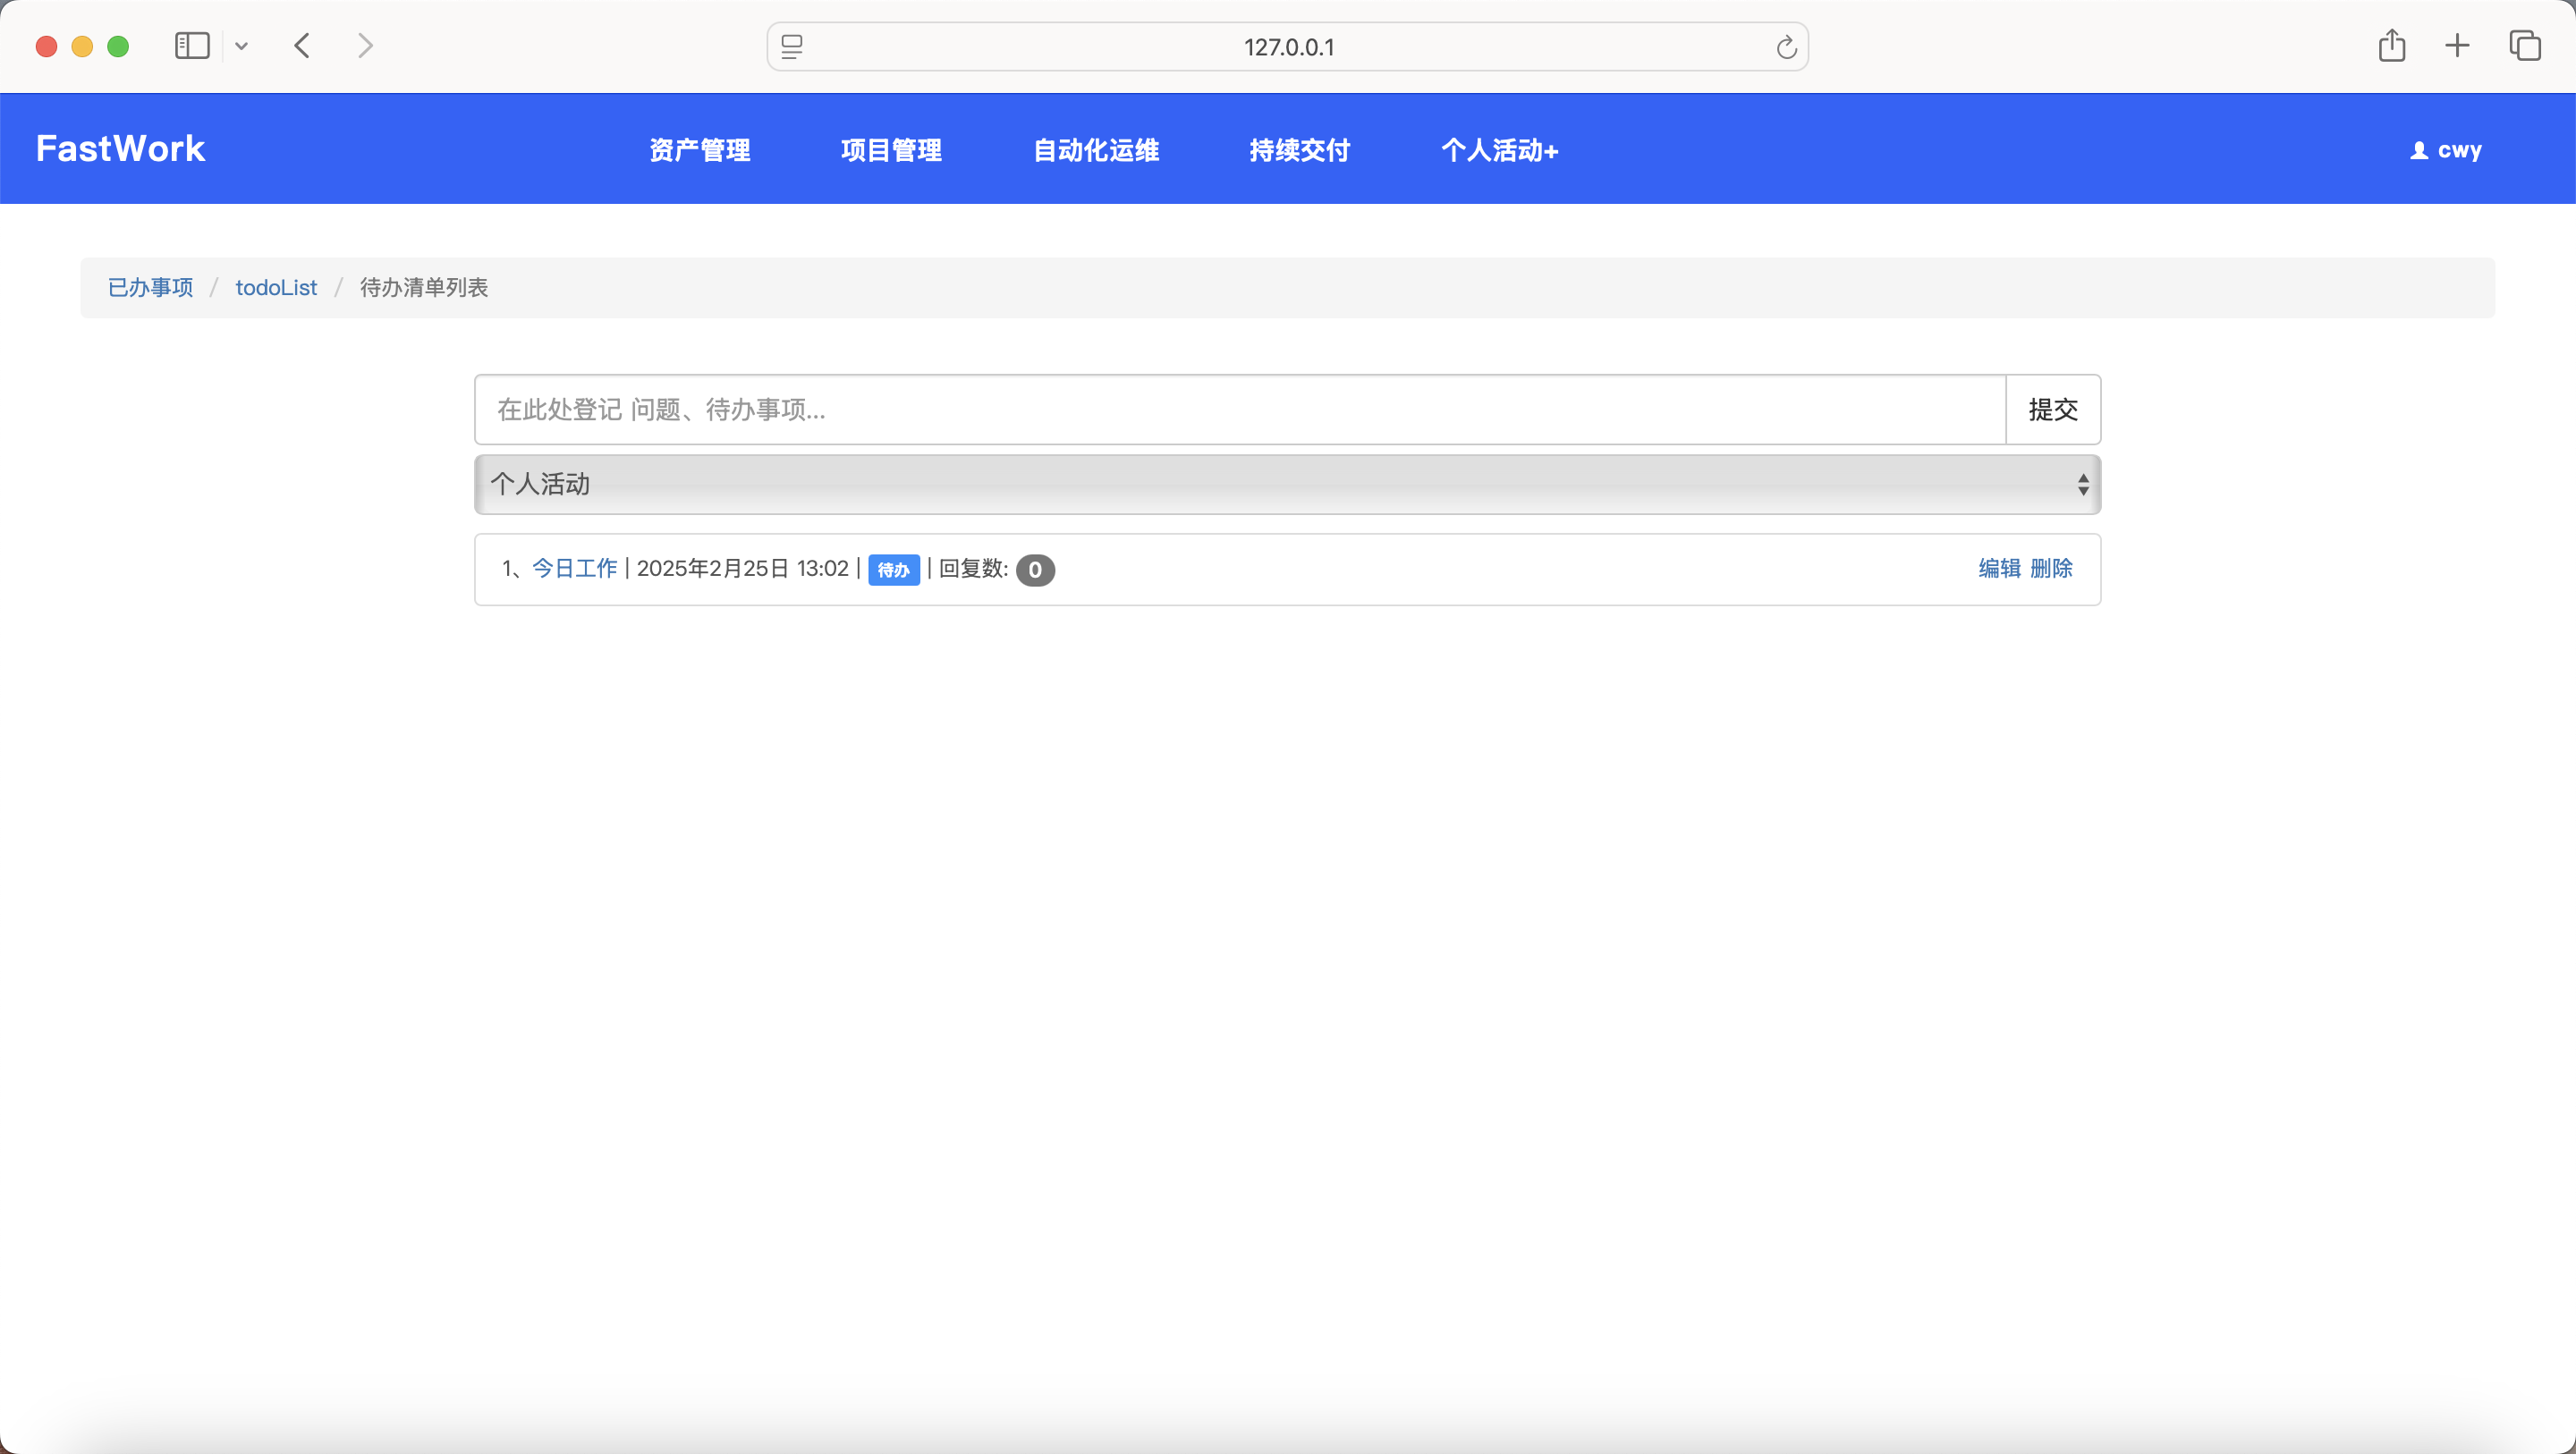 127.0.0.1
FastWork 资产管理 项目管理 自动化运维 持续交付 个人活动+ cwy
已办事项 / todoList / 待办清单列表
在此处登记 问题、待办事项... 提交
个人活动
1、今日工作 | 2025年2月25日 13:02 | 待办 | 回复数: 0 编辑 删除